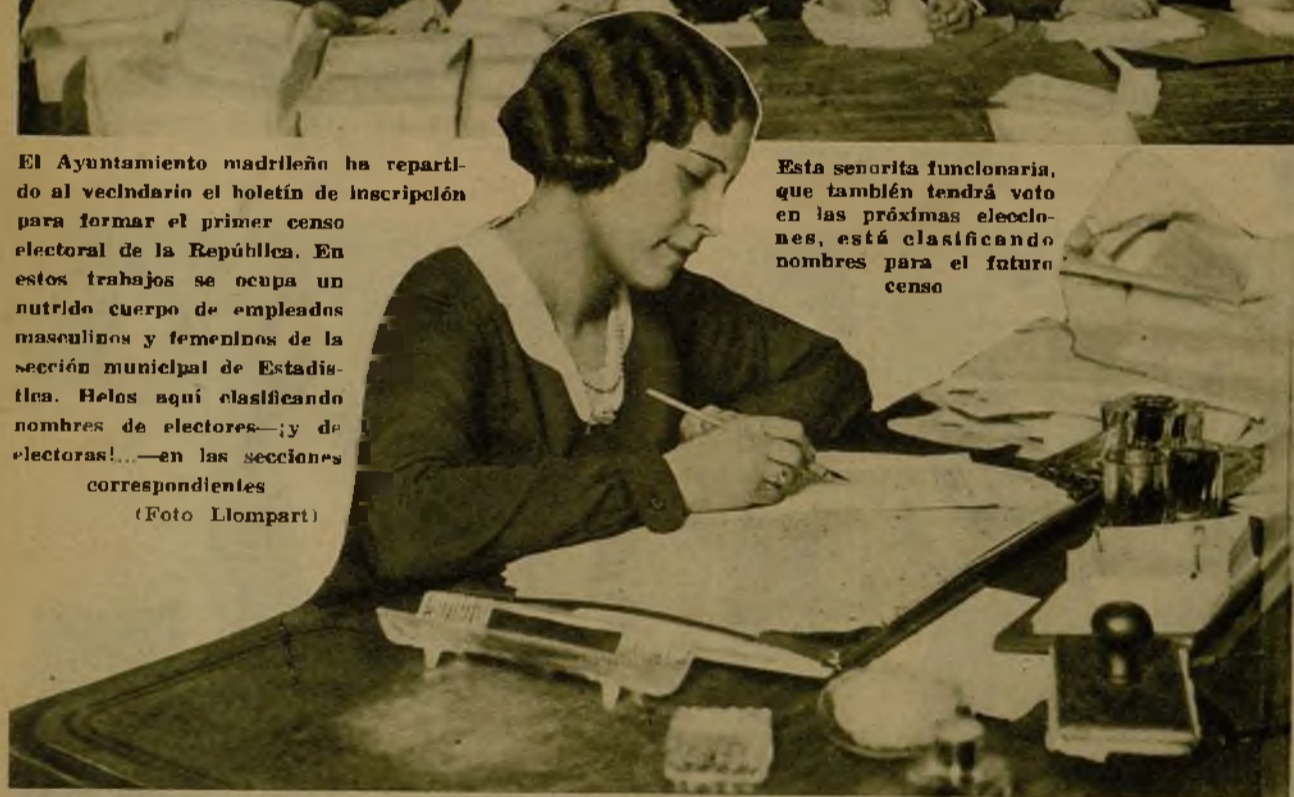 El Ayuntamiento madrileño ha reparti-
do al vecindario el boletín de inscripción
para formar el primer censo
electoral de la República. En
estos trabajos se ocupa un
nutrido cuerpo de empleados
masculinos y femeninos de la
sección municipal de Estadís-
tica. Helos aquí clasificando
nombres de electores—¡y de
electoras!...—en las secciones
correspondientes
(Foto Llompart)
Esta señorita funcionaria,
que también tendrá voto
en las próximas eleccio-
nes, está clasificando
nombres para el futuro
censo